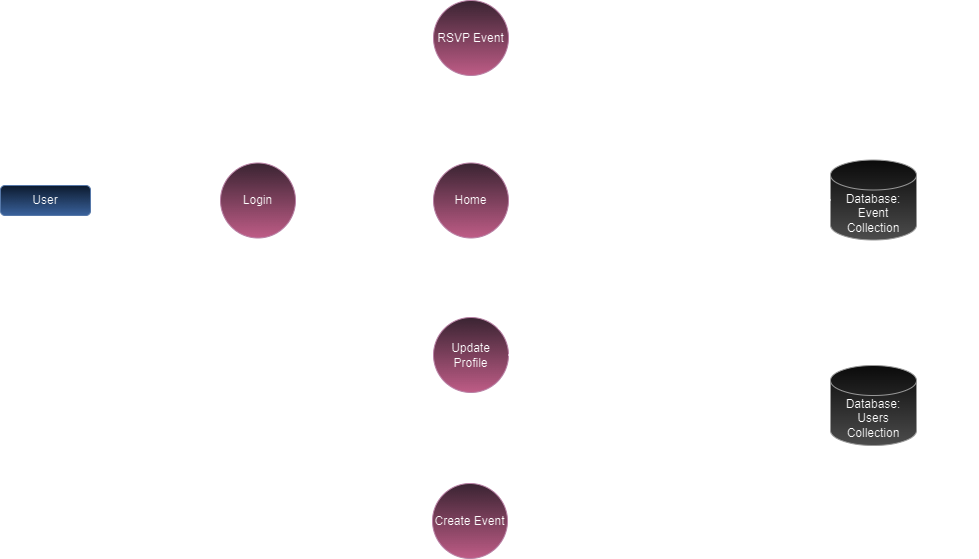 RSVP Event
User
Login
Home
Database:
Event
Collection
Update
Profile
Database:
Users
Collection
Create Event